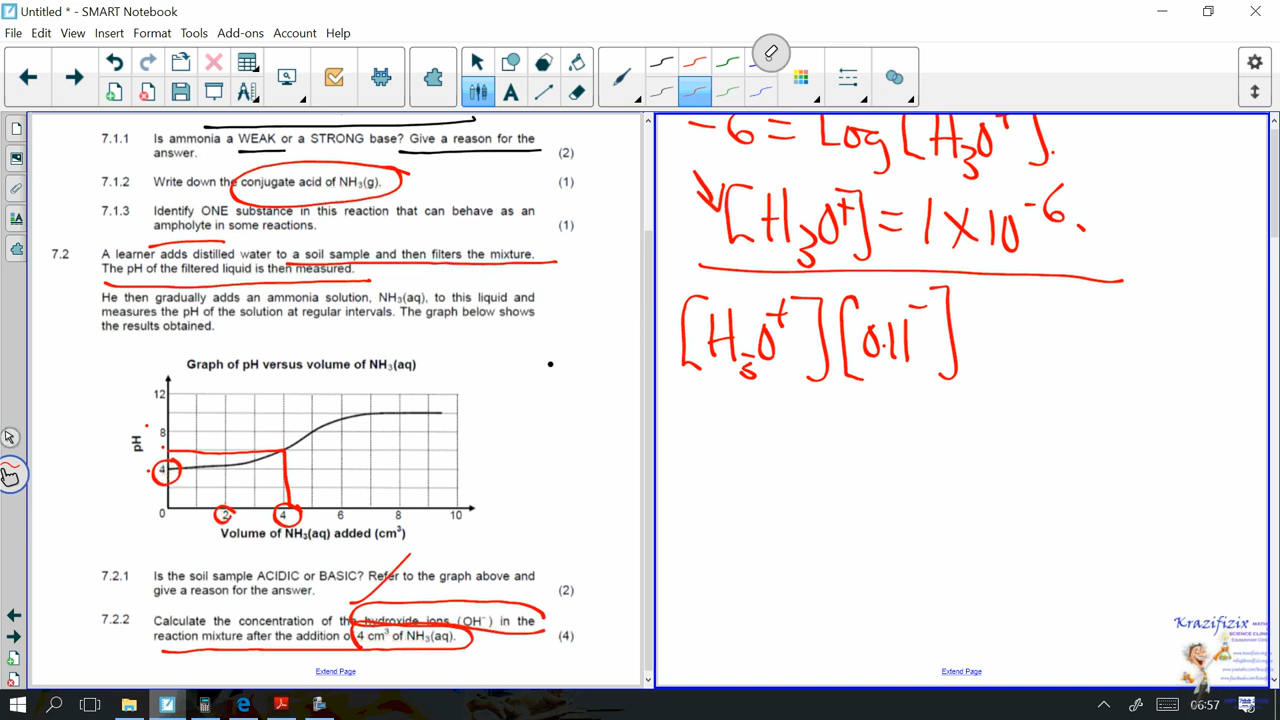 Untitled * - SMART Notebook
File Edit View Insert Format Tools Add-ons Account Help
7.1.1 Is ammonia a WEAK or a STRONG base? Give a reason for the
answer. (2)
7.1.2 Write down the conjugate acid of NH₃(g). (1)
7.1.3 Identify ONE substance in this reaction that can behave as an
ampholyte in some reactions. (1)
7.2 A learner adds distilled water to a soil sample and then filters the mixture.
The pH of the filtered liquid is then measured.
He then gradually adds an ammonia solution, NH₃(aq), to this liquid and
measures the pH of the solution at regular intervals. The graph below shows
the results obtained.
Graph of pH versus volume of NH₃(aq)
12
8
pH
4
0 2 4 6 8 10
Volume of NH₃(aq) added (cm³)
7.2.1 Is the soil sample ACIDIC or BASIC? Refer to the graph above and
give a reason for the answer. (2)
7.2.2 Calculate the concentration of the hydroxide ions (OH⁻) in the
reaction mixture after the addition of 4 cm³ of NH₃(aq). (4)
Extend Page
-6 = Log[H₃O⁺].
[H₃O⁺] = 1 × 10⁻⁶.
[H₃O⁺][OH⁻]
Extend Page
Krazifizix
SCIENCE CLINIC
06:57